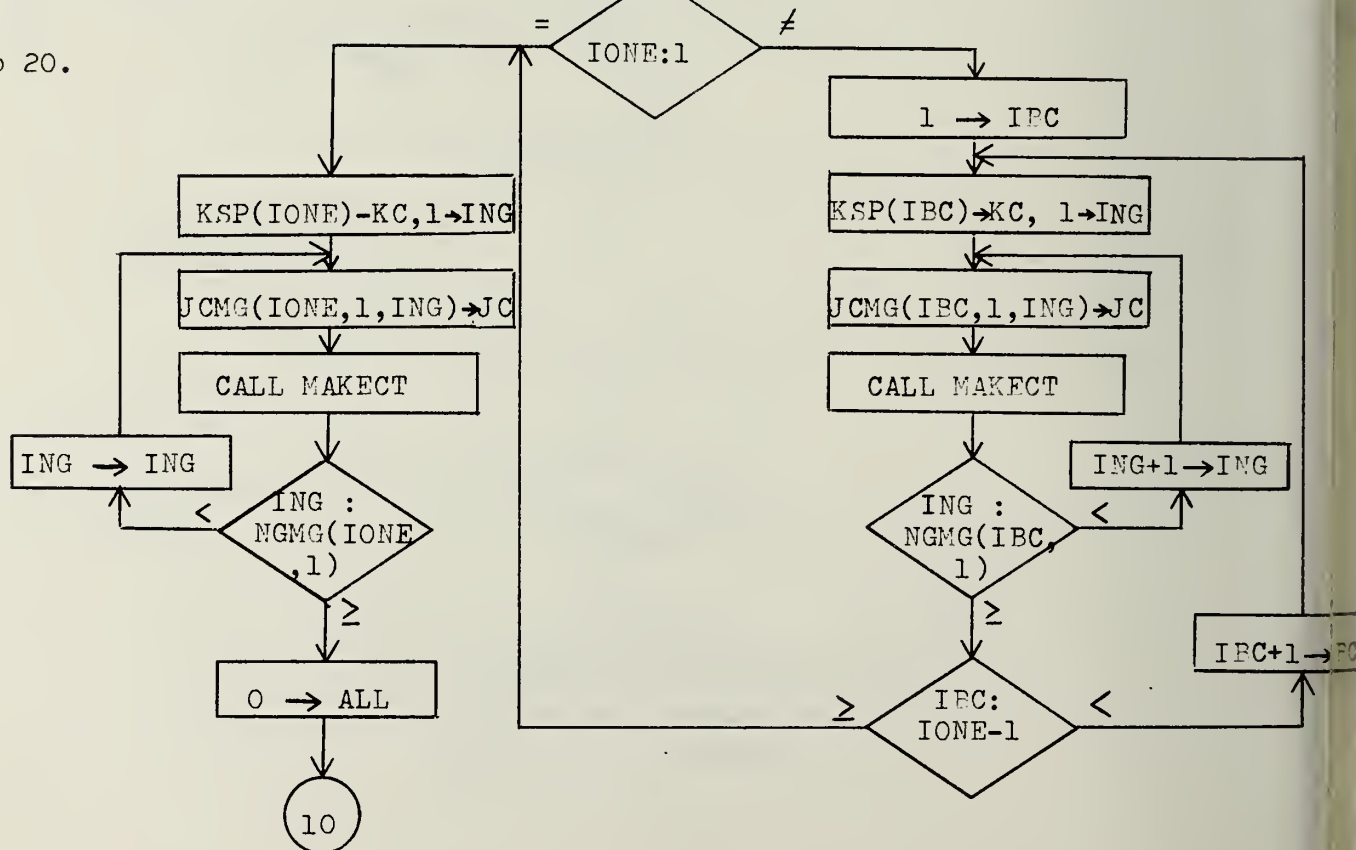 20.
=
≠
IONE:1
1 → IBC
KSP(IONE)-KC,1→ING
KSP(IBC)→KC, 1→ING
JCMG(IONE,1,ING)→JC
JCMG(IBC,1,ING)→JC
CALL MAKECT
CALL MAKECT
ING → ING
ING+1→ING
<
ING :
NGMG(IONE
,1)
ING :
NGMG(IBC,
1)
<
≥
≥
IBC+1→
0 → ALL
≥
IBC:
IONE-1
<
10